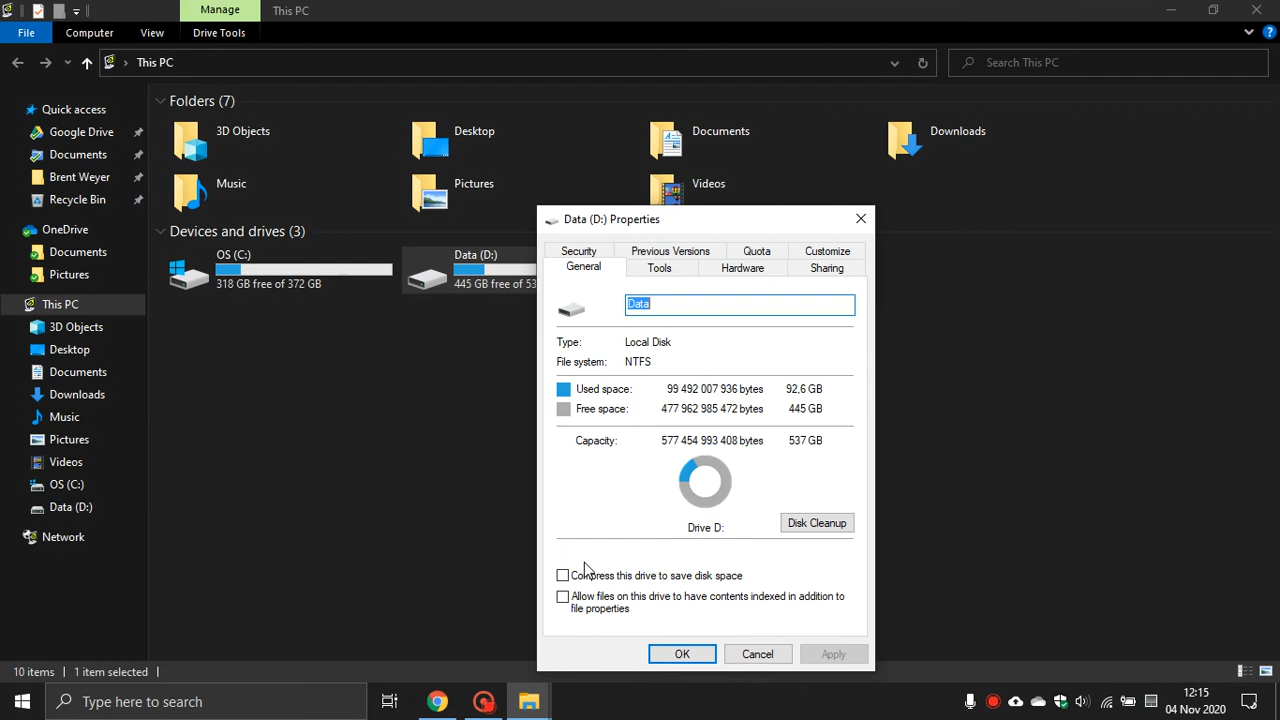 Manage
This PC
File
Computer
View
Drive Tools
This PC
Search This PC
Quick access
Google Drive
Documents
Brent Weyer
Recycle Bin
OneDrive
Documents
Pictures
This PC
3D Objects
Desktop
Documents
Downloads
Music
Pictures
Videos
OS (C:)
Data (D:)
Network
Folders (7)
3D Objects
Desktop
Documents
Downloads
Music
Pictures
Videos
Devices and drives (3)
OS (C:)
318 GB free of 372 GB
Data (D:)
445 GB free of 53
Data (D:) Properties
Security
Previous Versions
Quota
Customize
General
Tools
Hardware
Sharing
Data
Type: Local Disk
File system: NTFS
Used space: 99 492 007 936 bytes 92,6 GB
Free space: 477 962 985 472 bytes 445 GB
Capacity: 577 454 993 408 bytes 537 GB
Drive D:
Disk Cleanup
Compress this drive to save disk space
Allow files on this drive to have contents indexed in addition to
file properties
OK
Cancel
Apply
10 items
1 item selected
Type here to search
12:15
04 Nov 2020